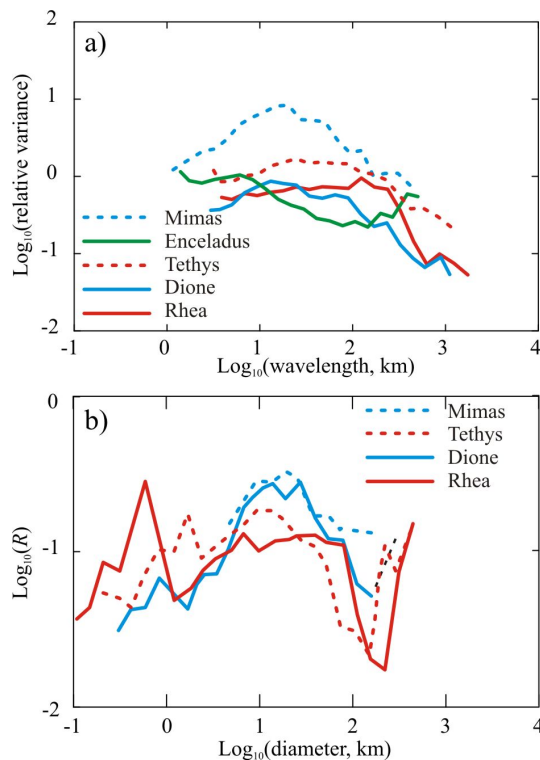 a)
Log₁₀(relative variance)
2
1
0
-1
-2
Mimas
Enceladus
Tethys
Dione
Rhea
-1
0
1
2
3
4
Log₁₀(wavelength, km)
b)
Log₁₀(R)
0
-1
-2
Mimas
Tethys
Dione
Rhea
-1
0
1
2
3
4
Log₁₀(diameter, km)